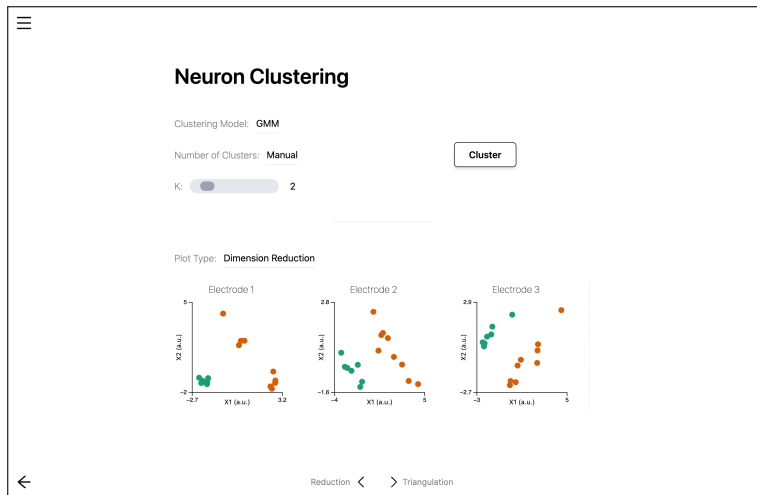 Neuron Clustering
Clustering Model: GMM
Number of Clusters: Manual
Cluster
K: 2
Plot Type: Dimension Reduction
Electrode 1
5
X2 (a.u.)
-2
-2.7
X1 (a.u.)
3.2
Electrode 2
2.8
X2 (a.u.)
-1.6
-4
X1 (a.u.)
5
Electrode 3
2.9
X2 (a.u.)
-2.7
-3
X1 (a.u.)
5
Reduction
Triangulation